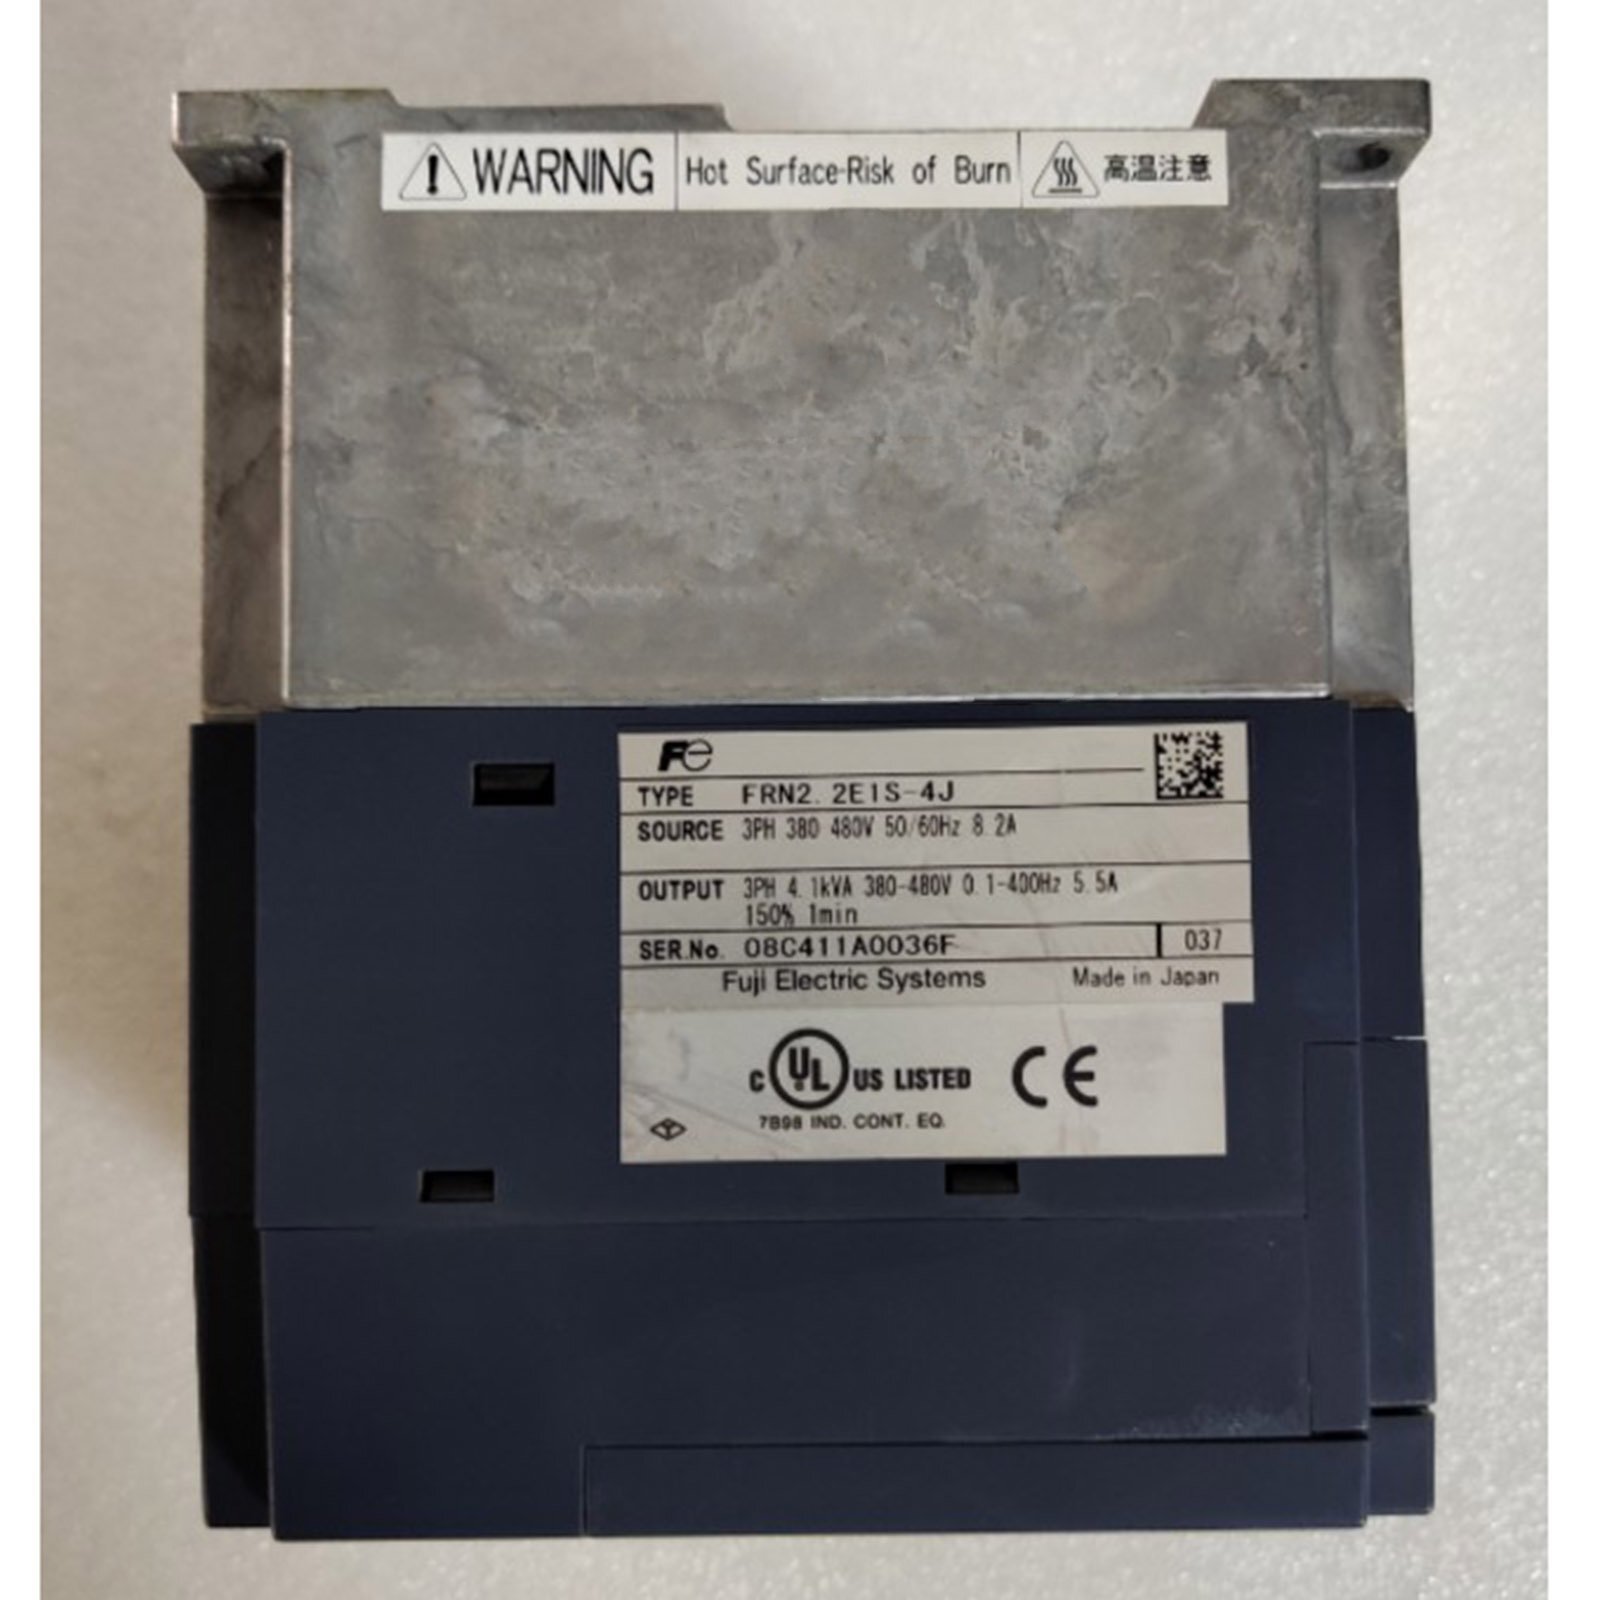 WARNING Hot Surface-Risk of Burn 高温注意
Fe
TYPE FRN2.2E1S-4J
SOURCE 3PH 380 480V 50/60Hz 8.2A
OUTPUT 3PH 4.1kVA 380-480V 0.1-400Hz 5.5A
150% 1min
SER.No. 08C411A0036F 037
Fuji Electric Systems Made in Japan
C UL US LISTED CE
7B98 IND. CONT. EQ.